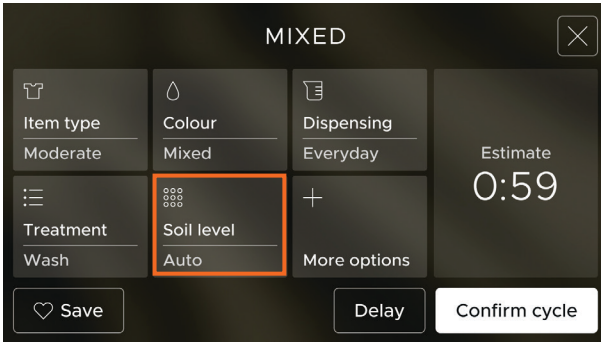 MIXED
Item type
Moderate
Colour
Mixed
Dispensing
Everyday
Estimate
0:59
Treatment
Wash
Soil level
Auto
More options
Save
Delay
Confirm cycle